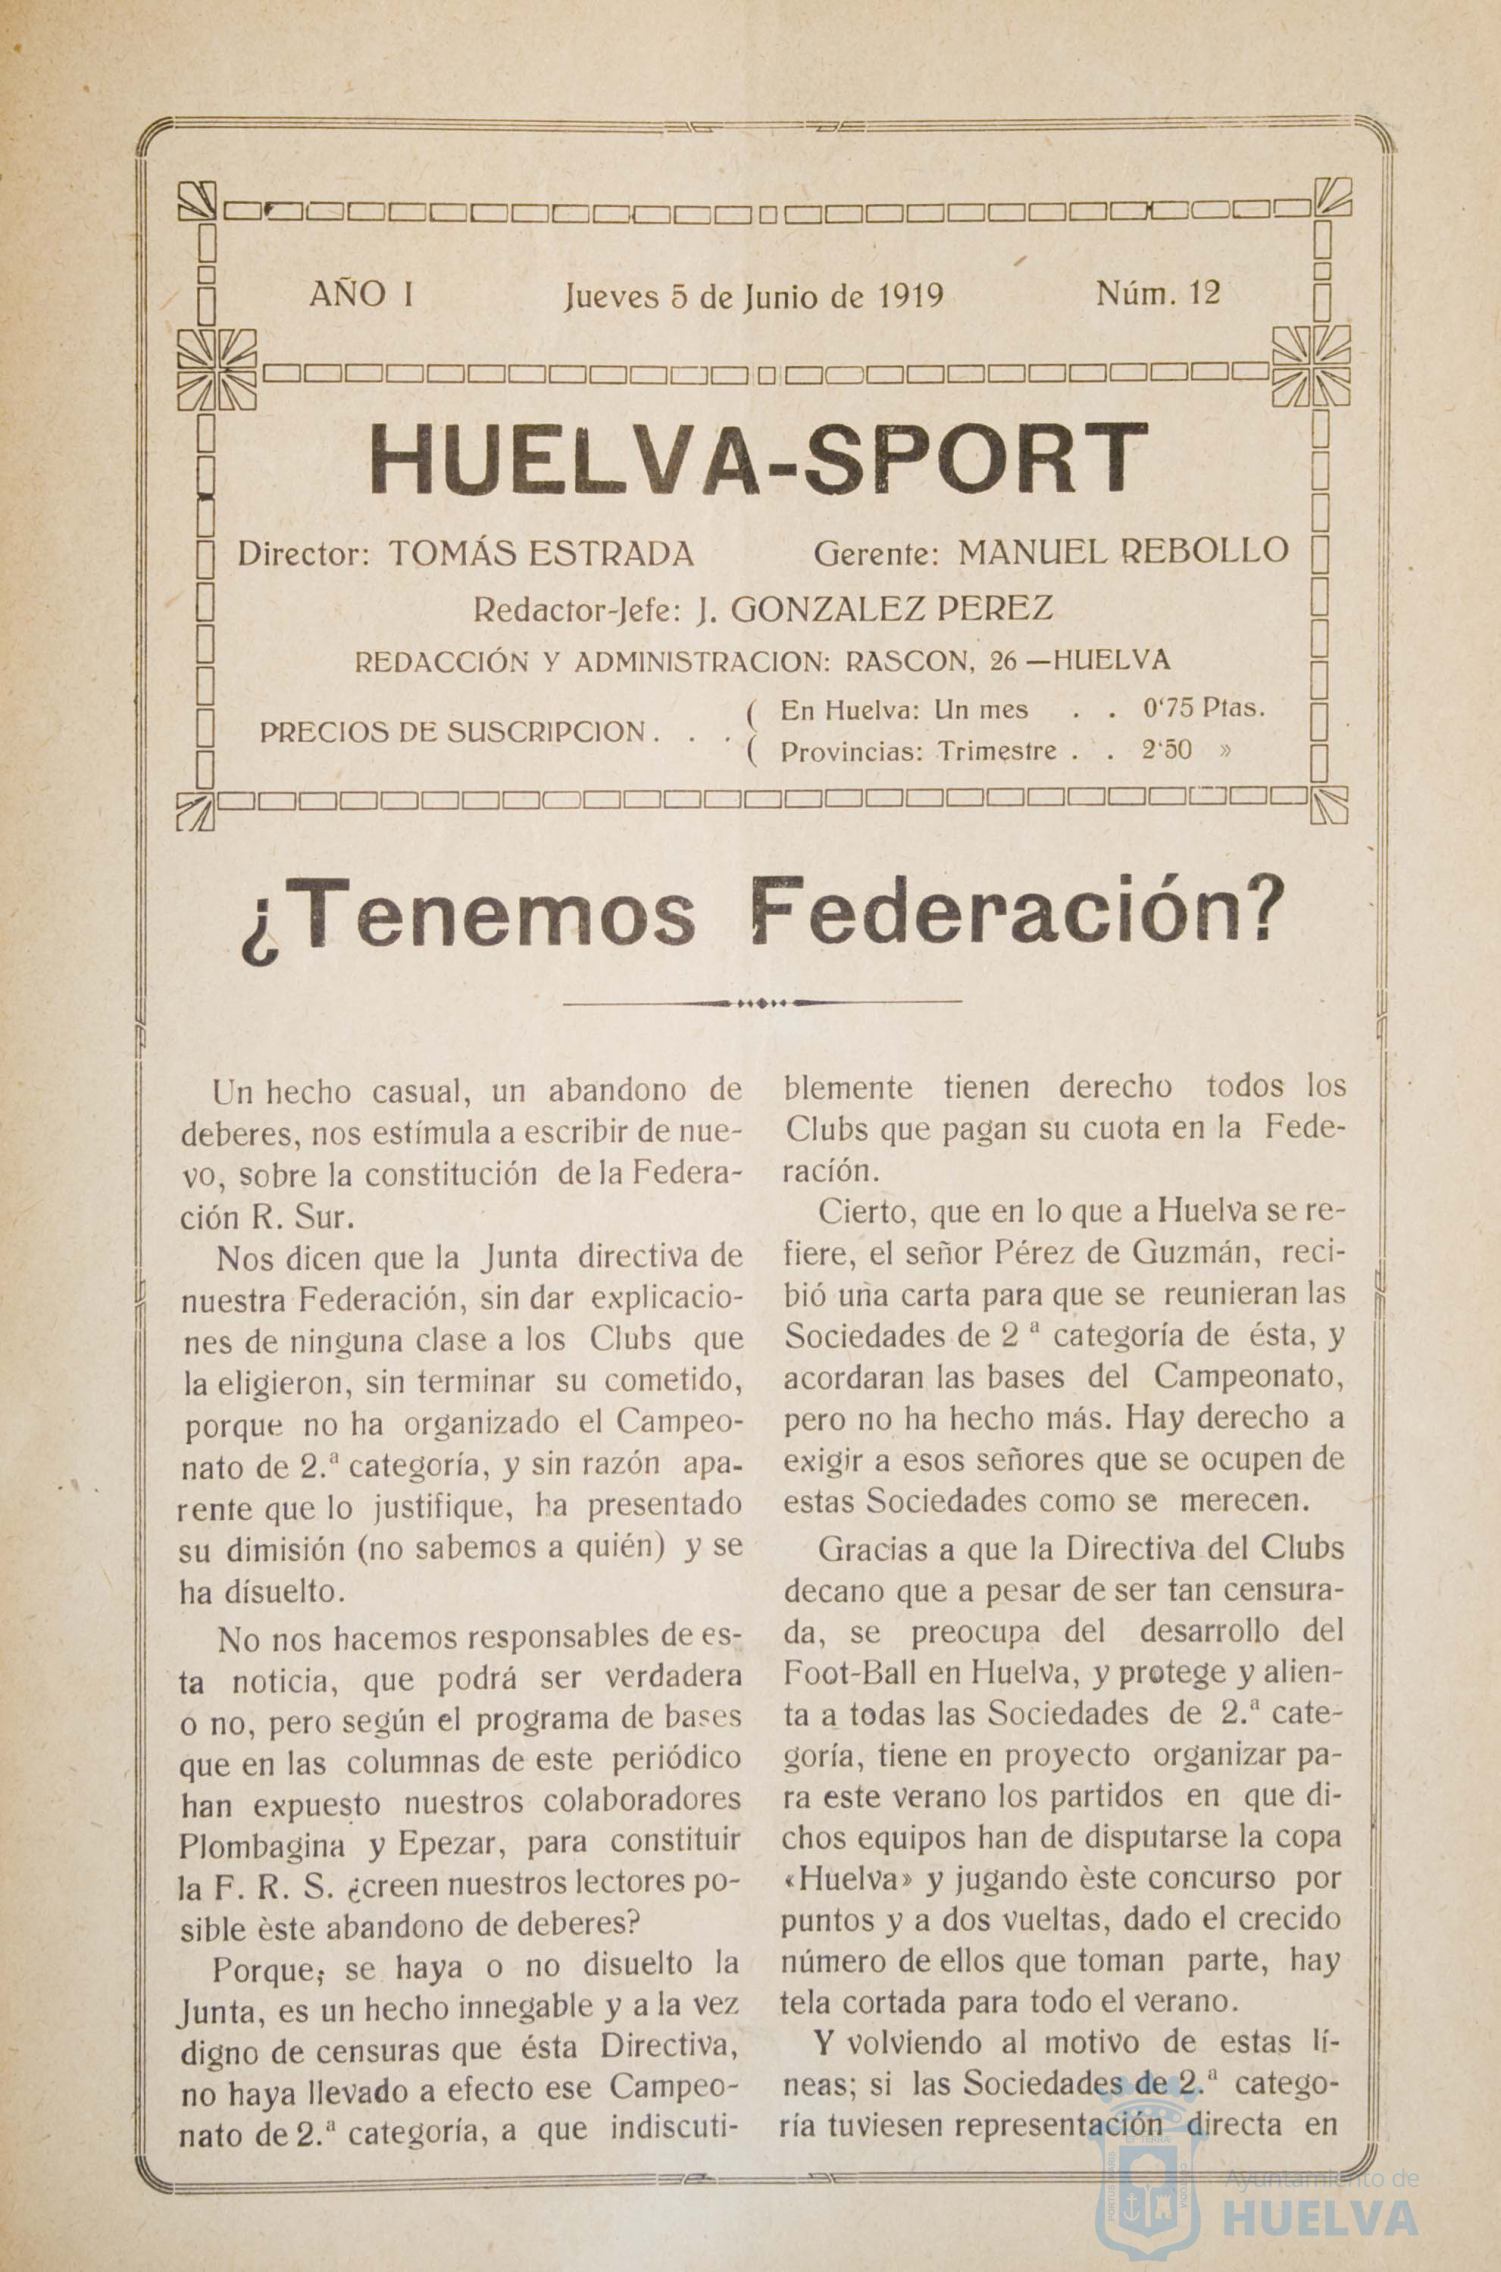 AÑO I Jueves 5 de Junio de 1919 Núm. 12
HUELVA-SPORT
Director: TOMÁS ESTRADA Gerente: MANUEL REBOLLO
Redactor-Jefe: J. GONZALEZ PEREZ
REDACCIÓN Y ADMINISTRACION: RASCON, 26 —HUELVA
PRECIOS DE SUSCRIPCION . . . ( En Huelva: Un mes . . 0'75 Ptas.
( Provincias: Trimestre . . 2'50 »
¿Tenemos Federación?
Un hecho casual, un abandono de
deberes, nos estímula a escribir de nue-
vo, sobre la constitución de la Federa-
ción R. Sur.
Nos dicen que la Junta directiva de
nuestra Federación, sin dar explicacio-
nes de ninguna clase a los Clubs que
la eligieron, sin terminar su cometido,
porque no ha organizado el Campeo-
nato de 2.ª categoría, y sin razón apa-
rente que lo justifique, ha presentado
su dimisión (no sabemos a quién) y se
ha dísuelto.
No nos hacemos responsables de es-
ta noticia, que podrá ser verdadera
o no, pero según el programa de bases
que en las columnas de este periódico
han expuesto nuestros colaboradores
Plombagina y Epezar, para constituir
la F. R. S. ¿creen nuestros lectores po-
sible èste abandono de deberes?
Porque; se haya o no disuelto la
Junta, es un hecho innegable y a la vez
digno de censuras que ésta Directiva,
no haya llevado a efecto ese Campeo-
nato de 2.ª categoría, a que indiscuti-
blemente tienen derecho todos los
Clubs que pagan su cuota en la Fede-
racíón.
Cierto, que en lo que a Huelva se re-
fiere, el señor Pérez de Guzmán, reci-
bió una carta para que se reunieran las
Sociedades de 2 ª categoría de ésta, y
acordaran las bases del Campeonato,
pero no ha hecho más. Hay derecho a
exigir a esos señores que se ocupen de
estas Sociedades como se merecen.
Gracias a que la Directiva del Clubs
decano que a pesar de ser tan censura-
da, se preocupa del desarrollo del
Foot-Ball en Huelva, y protege y alien-
ta a todas las Sociedades de 2.ª cate-
goría, tiene en proyecto organizar pa-
ra este verano los partidos en que di-
chos equipos han de disputarse la copa
«Huelva» y jugando èste concurso por
puntos y a dos vueltas, dado el crecido
número de ellos que toman parte, hay
tela cortada para todo el verano.
Y volviendo al motivo de estas lí-
neas; si las Sociedades de 2.ª catego-
ría tuviesen representación directa en
Ayuntamiento de
HUELVA